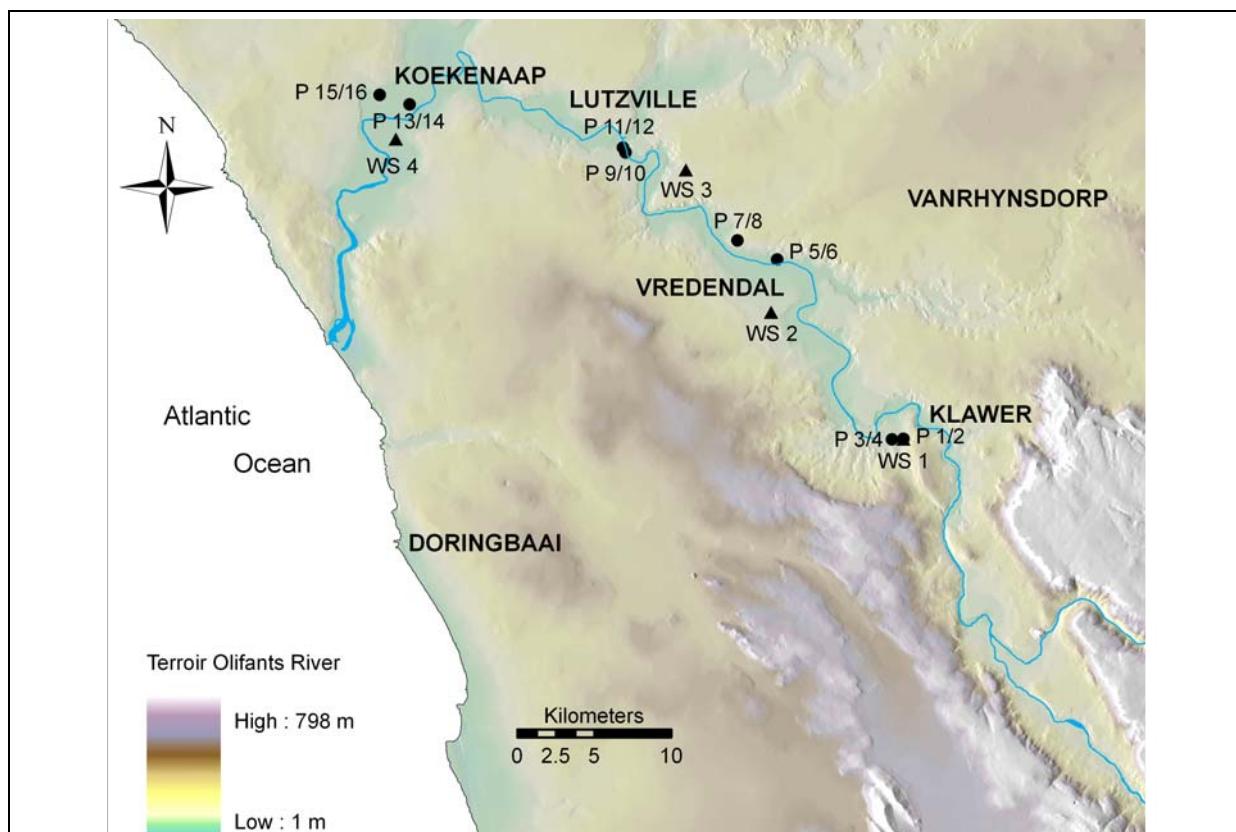 KOEKENAAP
P 15/16
LUTZVILLE
P 13/14
P 11/12
N
WS 4
P 9/10
WS 3
VANRHYNSDORP
P 7/8
P 5/6
VREDENDAL
WS 2
Atlantic
Ocean
KLAWER
P 3/4
P 1/2
WS 1
DORINGBAAI
Terroir Olifants River
High : 798 m
Low : 1 m
Kilometers
0 2.5 5 10